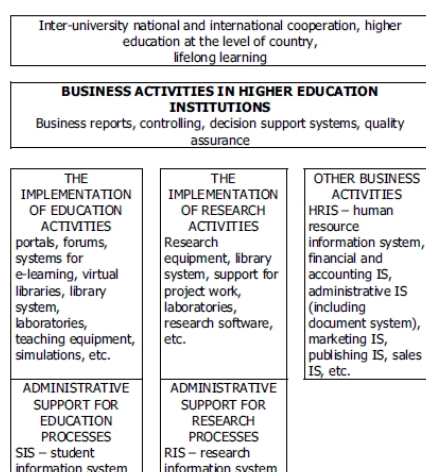 Inter-university national and international cooperation, higher
education at the level of country,
lifelong learning
BUSINESS ACTIVITIES IN HIGHER EDUCATION
INSTITUTIONS
Business reports, controlling, decision support systems, quality
assurance
THE
IMPLEMENTATION
OF EDUCATION
ACTIVITIES
portals, forums,
systems for
e-learning, virtual
libraries, library
system,
laboratories,
teaching equipment,
simulations, etc.
ADMINISTRATIVE
SUPPORT FOR
EDUCATION
PROCESSES
SIS – student
information system
THE
IMPLEMENTATION
OF RESEARCH
ACTIVITIES
Research
equipment, library
system, support for
project work,
laboratories,
research software,
etc.
ADMINISTRATIVE
SUPPORT FOR
RESEARCH
PROCESSES
RIS – research
information system
OTHER BUSINESS
ACTIVITIES
HRIS – human
resource
information system,
financial and
accounting IS,
administrative IS
(including
document system),
marketing IS,
publishing IS, sales
IS, etc.